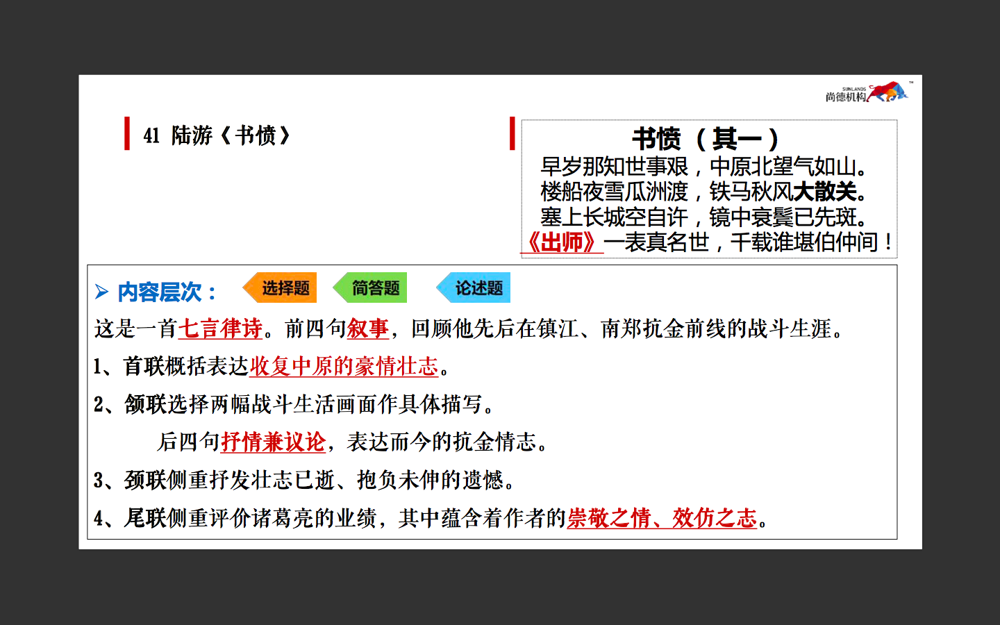 SUNLANDS
尚德机构
TM
41 陆游《书愤》
书愤（其一）
早岁那知世事艰，中原北望气如山。
楼船夜雪瓜洲渡，铁马秋风大散关。
塞上长城空自许，镜中衰鬓已先斑。
《出师》一表真名世，千载谁堪伯仲间！
内容层次：
选择题
简答题
论述题
这是一首七言律诗。前四句叙事，回顾他先后在镇江、南郑抗金前线的战斗生涯。
1、首联概括表达收复中原的豪情壮志。
2、颔联选择两幅战斗生活画面作具体描写。
后四句抒情兼议论，表达而今的抗金情志。
3、颈联侧重抒发壮志已逝、抱负未伸的遗憾。
4、尾联侧重评价诸葛亮的业绩，其中蕴含着作者的崇敬之情、效仿之志。